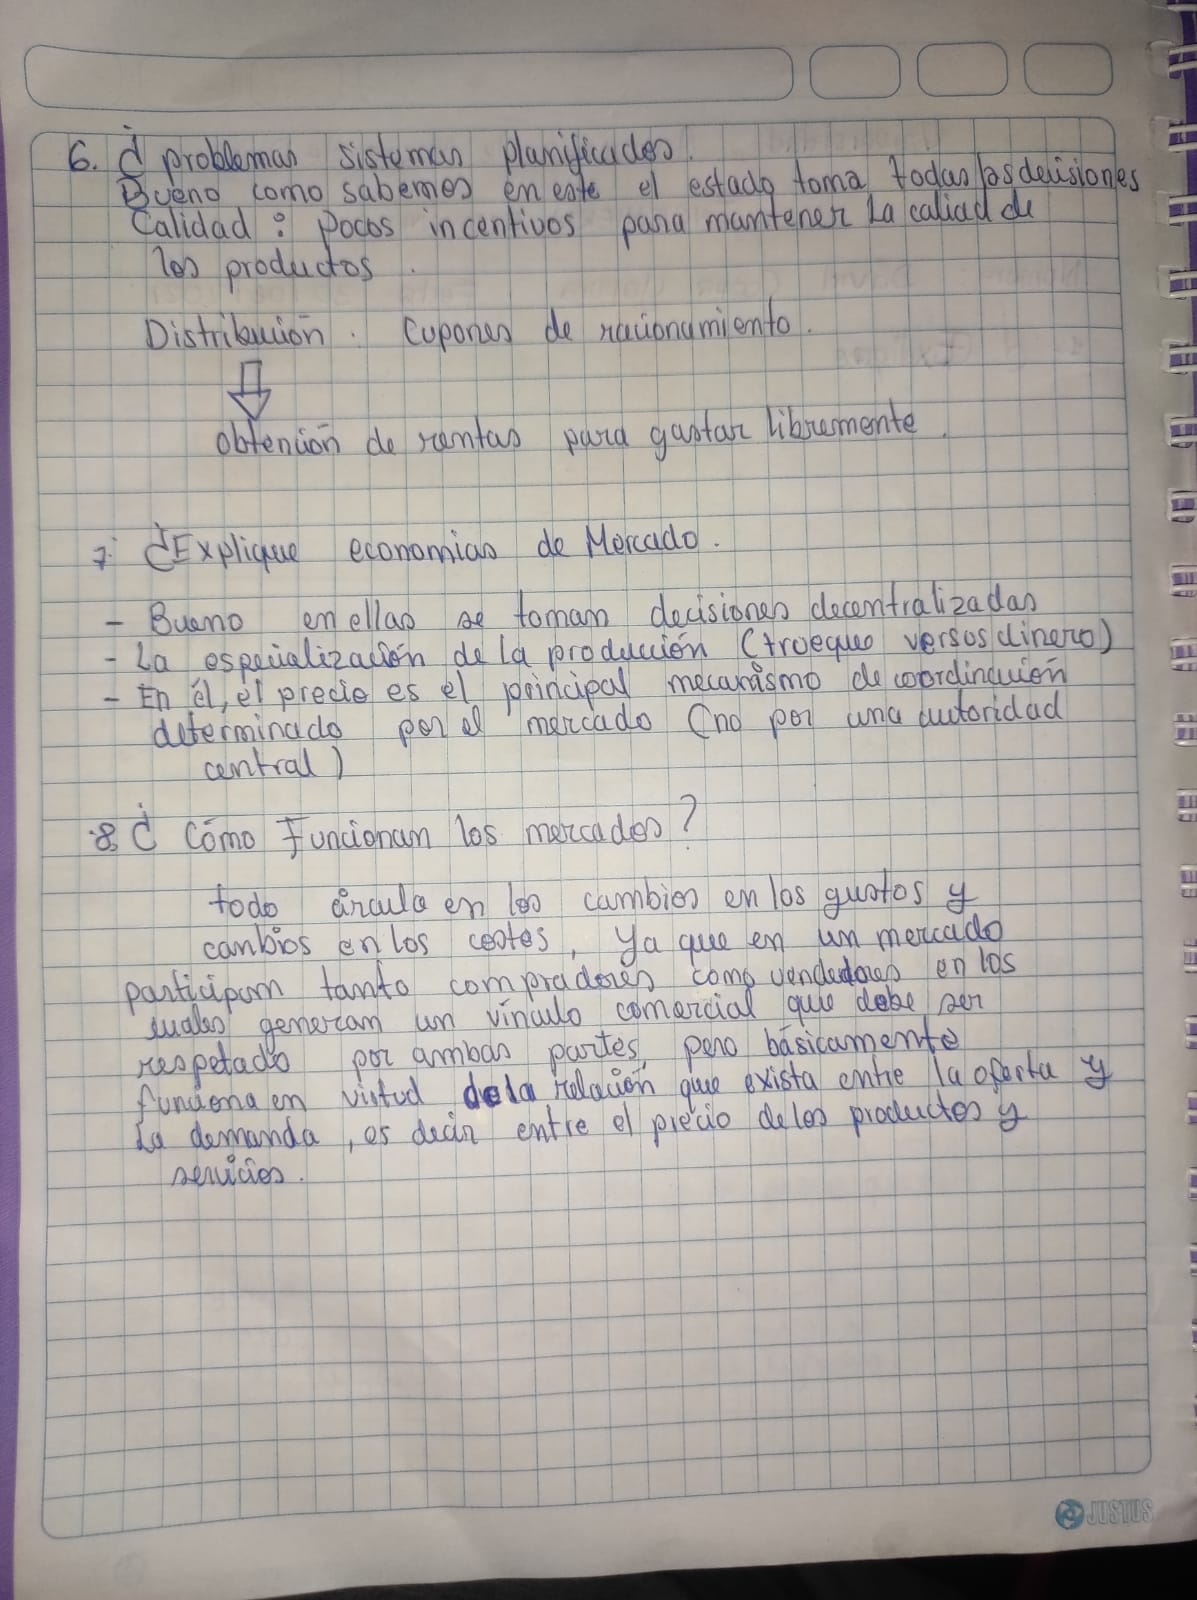 6. ¿ problemas sistemas planificados.
Bueno como sabemos en este el estado toma todas las decisiones
Calidad : Pocos incentivos para mantener la caliad de
los productos.
Distribución. Cupones de racionamiento.
obtención de rentas para gastar libremente.
7. ¿Explique economias de Mercado.
- Bueno en ellas se toman decisiones decentralizadas
- La especialización de la producción (trueque versus dinero)
- En él, el precio es el principal mecanismo de coordinación
determinado por el mercado (no por una autoridad
central)
8. ¿ Cómo Funcionan los mercados?
todo circula en los cambios en los gustos y
canbios en los costes, ya que en un mercado
participan tanto compradores como vendedores en los
cuales generan un vínculo comercial que debe ser
respetado por ambas partes, pero básicamente
funciona en virtud de la relación que exista entre la oferta y
la demanda, es decir entre el precio de los productos y
servicios.
JUSTUS